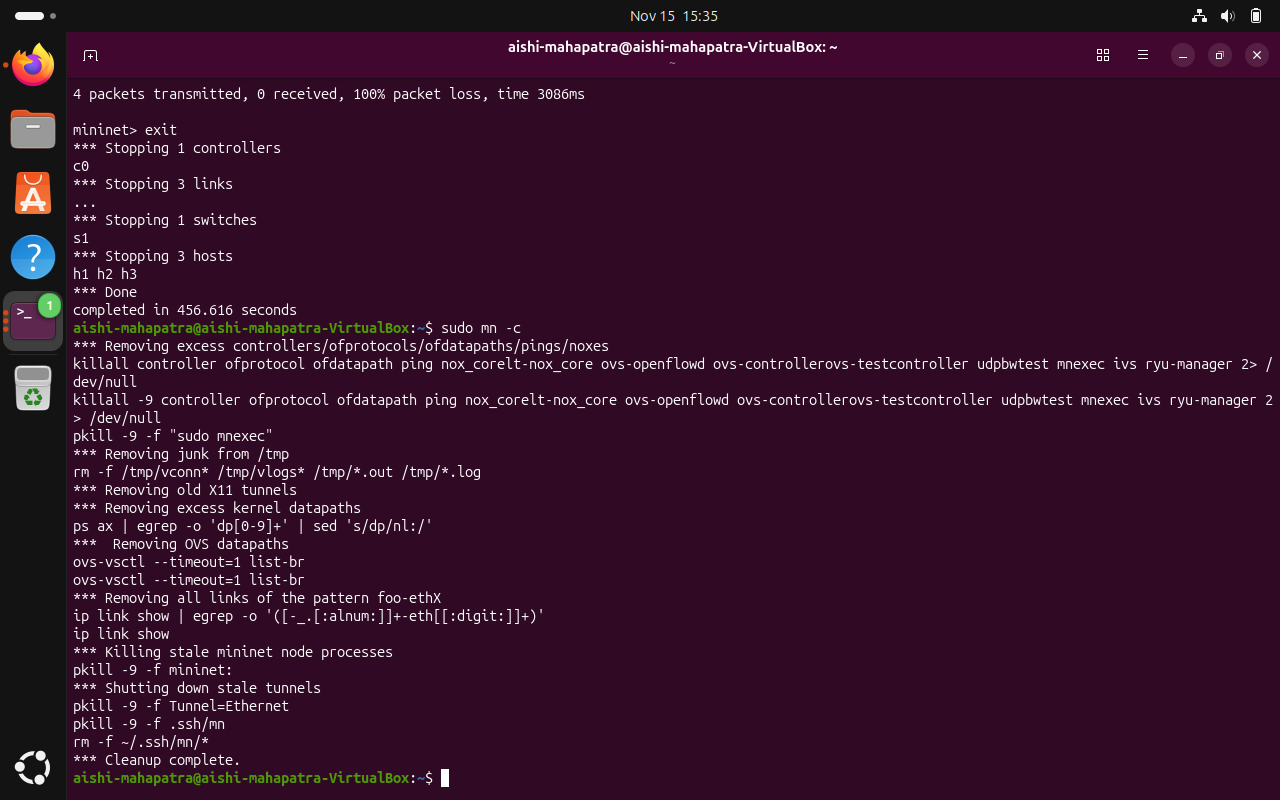 Nov 15 15:35
aishi-mahapatra@aishi-mahapatra-VirtualBox: ~
~
4 packets transmitted, 0 received, 100% packet loss, time 3086ms
mininet> exit
*** Stopping 1 controllers
c0
*** Stopping 3 links
...
*** Stopping 1 switches
s1
*** Stopping 3 hosts
h1 h2 h3
*** Done
completed in 456.616 seconds
aishi-mahapatra@aishi-mahapatra-VirtualBox:~$ sudo mn -c
*** Removing excess controllers/ofprotocols/ofdatapaths/pings/noxes
killall controller ofprotocol ofdatapath ping nox_corelt-nox_core ovs-openflowd ovs-controllerovs-testcontroller udpbwtest mnexec ivs ryu-manager 2> /
dev/null
killall -9 controller ofprotocol ofdatapath ping nox_corelt-nox_core ovs-openflowd ovs-controllerovs-testcontroller udpbwtest mnexec ivs ryu-manager 2
> /dev/null
pkill -9 -f "sudo mnexec"
*** Removing junk from /tmp
rm -f /tmp/vconn* /tmp/vlogs* /tmp/*.out /tmp/*.log
*** Removing old X11 tunnels
*** Removing excess kernel datapaths
ps ax | egrep -o 'dp[0-9]+' | sed 's/dp/nl:/'
***  Removing OVS datapaths
ovs-vsctl --timeout=1 list-br
ovs-vsctl --timeout=1 list-br
*** Removing all links of the pattern foo-ethX
ip link show | egrep -o '([-_.[:alnum:]]+-eth[[:digit:]]+)'
ip link show
*** Killing stale mininet node processes
pkill -9 -f mininet:
*** Shutting down stale tunnels
pkill -9 -f Tunnel=Ethernet
pkill -9 -f .ssh/mn
rm -f ~/.ssh/mn/*
*** Cleanup complete.
aishi-mahapatra@aishi-mahapatra-VirtualBox:~$
A
?
>_
1